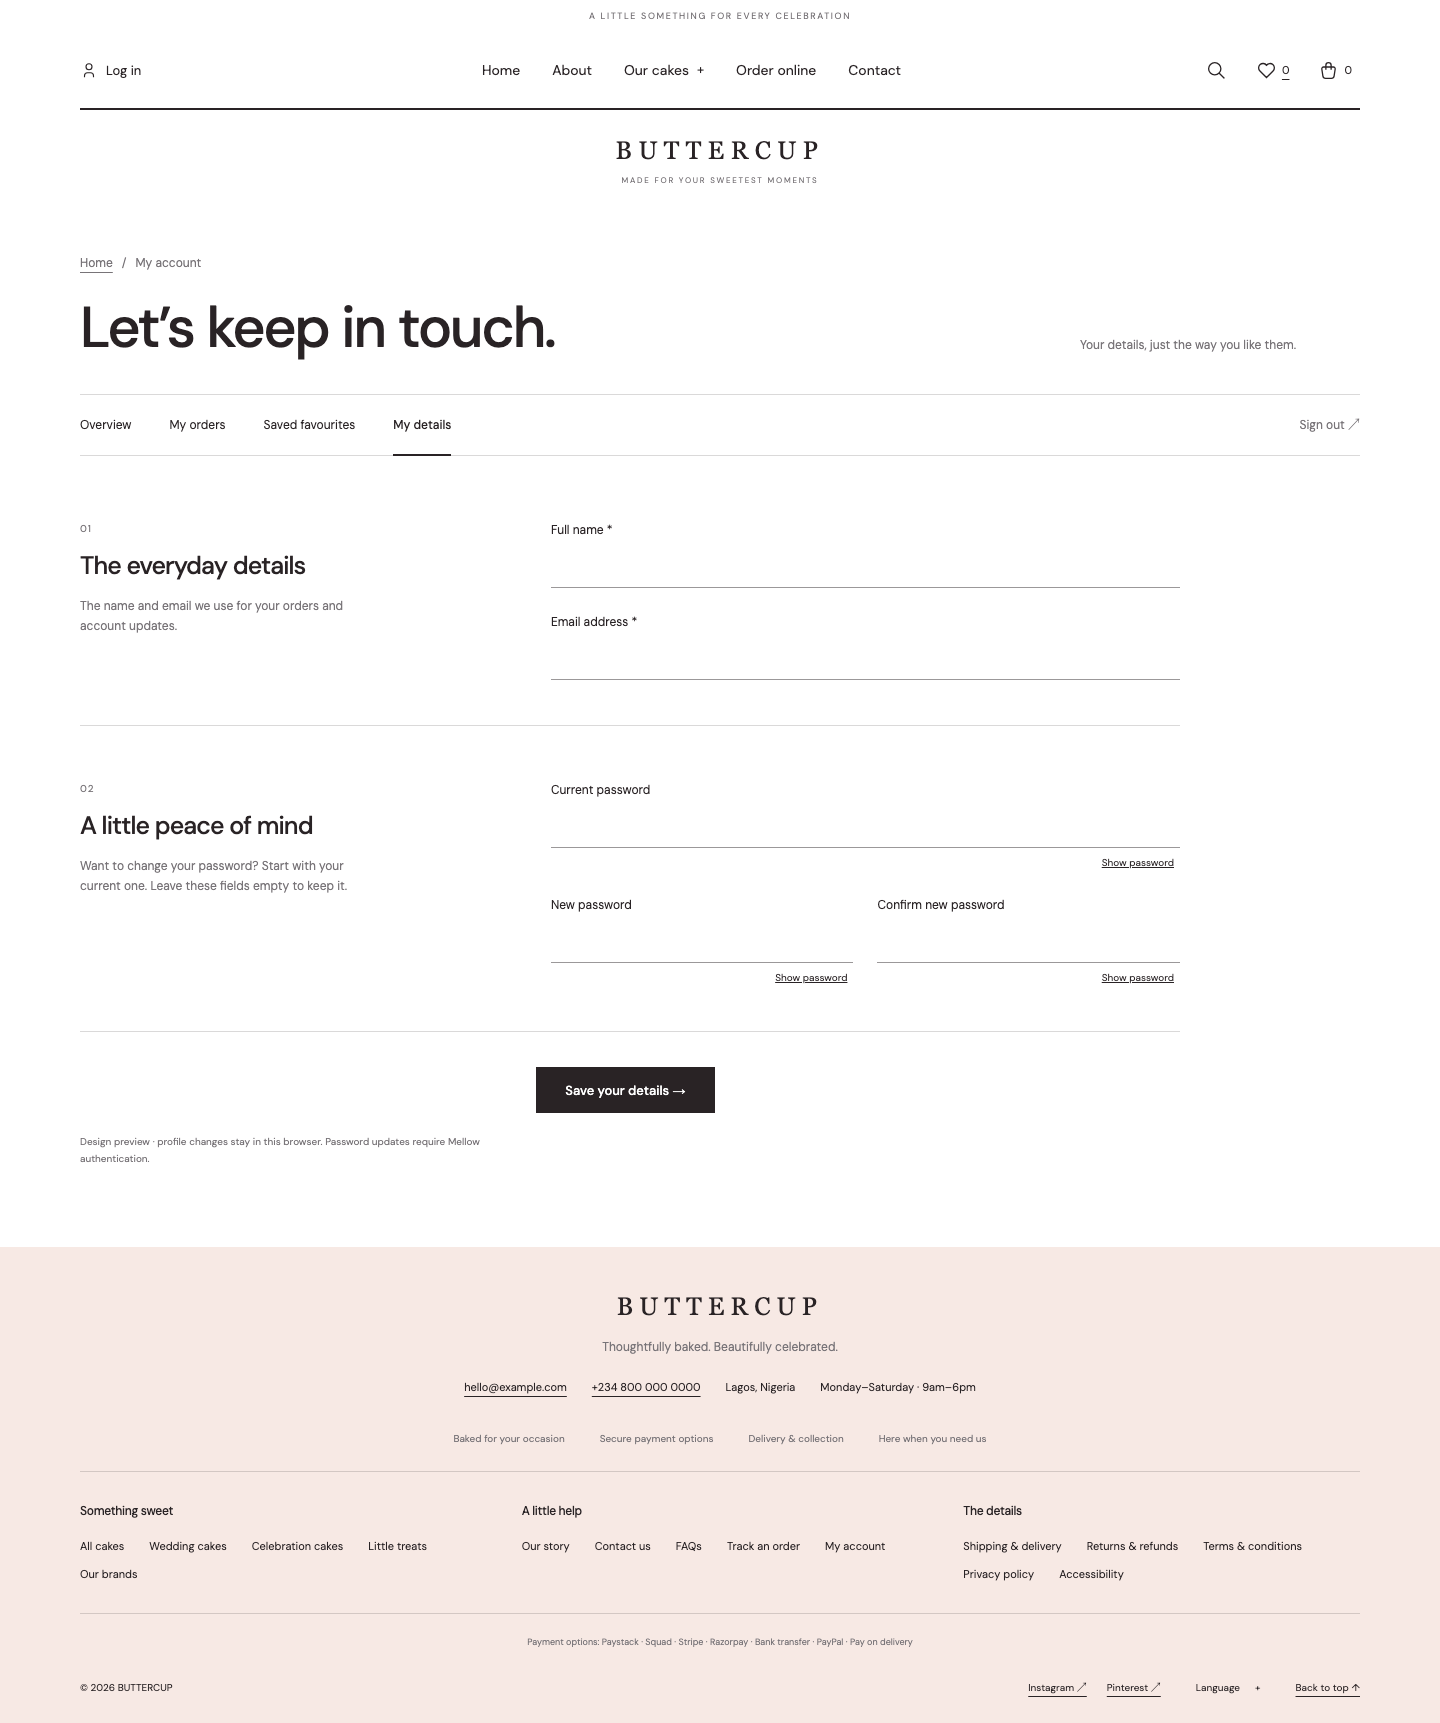 A LITTLE SOMETHING FOR EVERY CELEBRATION
Log in
Home About Our cakes + Order online Contact
0 0
BUTTERCUP
MADE FOR YOUR SWEETEST MOMENTS
Home / My account
Let’s keep in touch.
Your details, just the way you like them.
Overview My orders Saved favourites My details Sign out ↗
01
The everyday details
The name and email we use for your orders and
account updates.
Full name *
Email address *
02
A little peace of mind
Want to change your password? Start with your
current one. Leave these fields empty to keep it.
Current password
Show password
New password Confirm new password
Show password Show password
Save your details →
Design preview · profile changes stay in this browser. Password updates require Mellow
authentication.
BUTTERCUP
Thoughtfully baked. Beautifully celebrated.
hello@example.com +234 800 000 0000 Lagos, Nigeria Monday–Saturday · 9am–6pm
Baked for your occasion Secure payment options Delivery & collection Here when you need us
Something sweet
All cakes Wedding cakes Celebration cakes Little treats
Our brands
A little help
Our story Contact us FAQs Track an order My account
The details
Shipping & delivery Returns & refunds Terms & conditions
Privacy policy Accessibility
Payment options: Paystack · Squad · Stripe · Razorpay · Bank transfer · PayPal · Pay on delivery
© 2026 BUTTERCUP
Instagram ↗ Pinterest ↗ Language + Back to top ↑